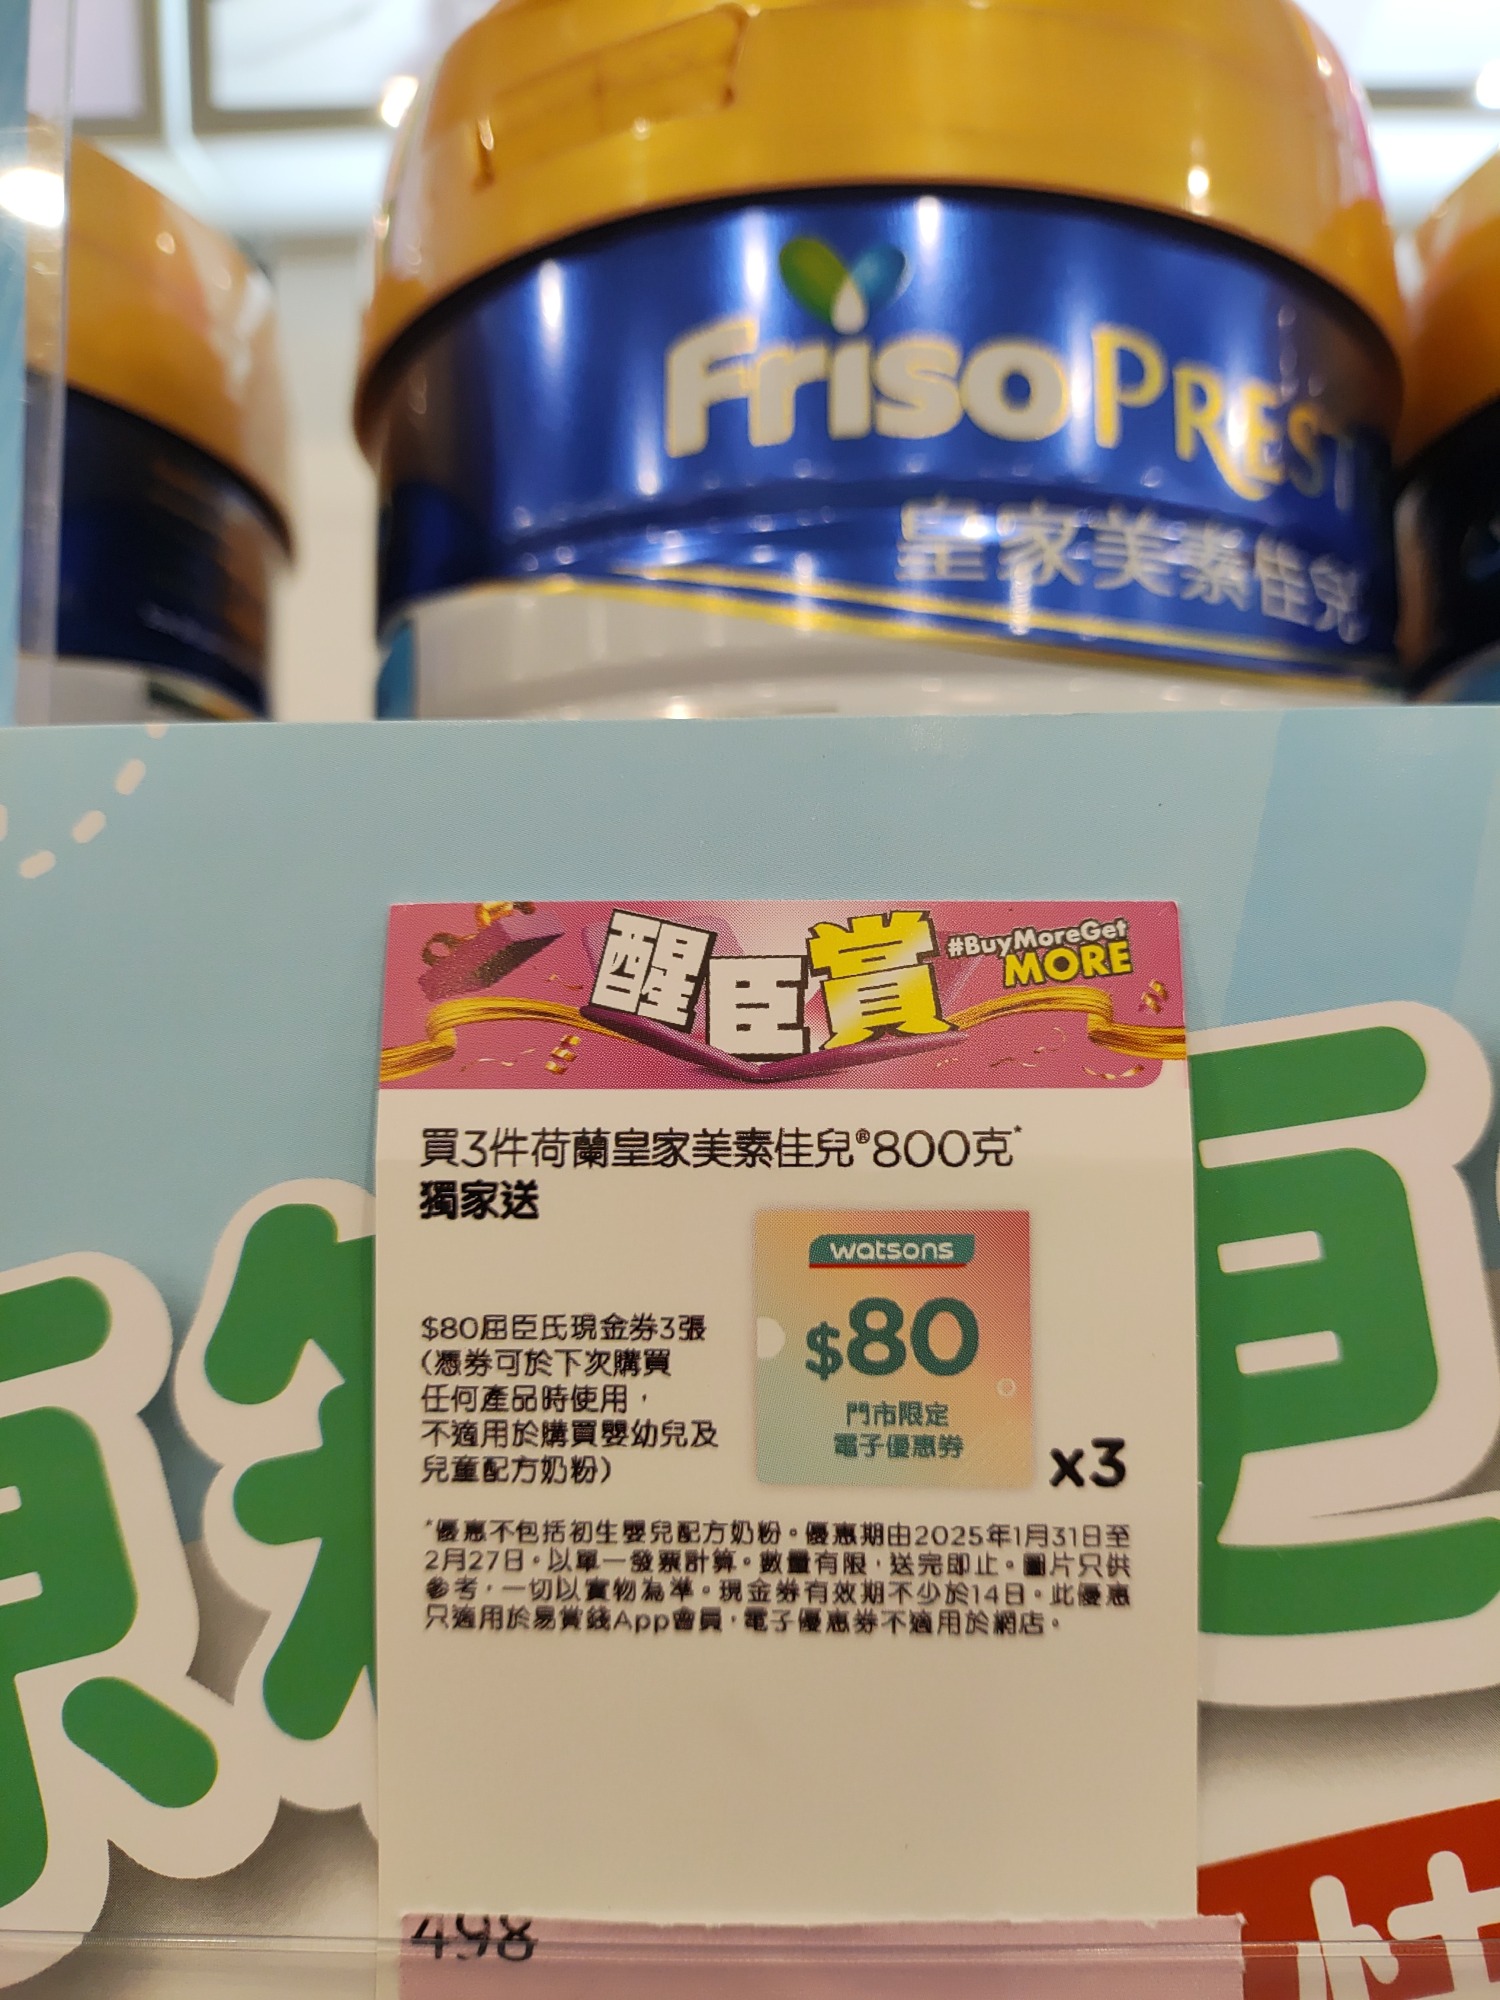 Friso PREST
皇家美素佳兒
醒臣賞
#BuyMoreGet
MORE
買3件荷蘭皇家美素佳兒®800克*
獨家送
watsons
$80
門市限定
電子優惠券
x3
$80屈臣氏現金券3張
(憑券可於下次購買
任何產品時使用，
不適用於購買嬰幼兒及
兒童配方奶粉)
*優惠不包括初生嬰兒配方奶粉。優惠期由2025年1月31日至
2月27日。以單一發票計算。數量有限，送完即止。圖片只供
參考，一切以實物為準。現金券有效期不少於14日。此優惠
只適用於易賞錢App會員，電子優惠券不適用於網店。
498